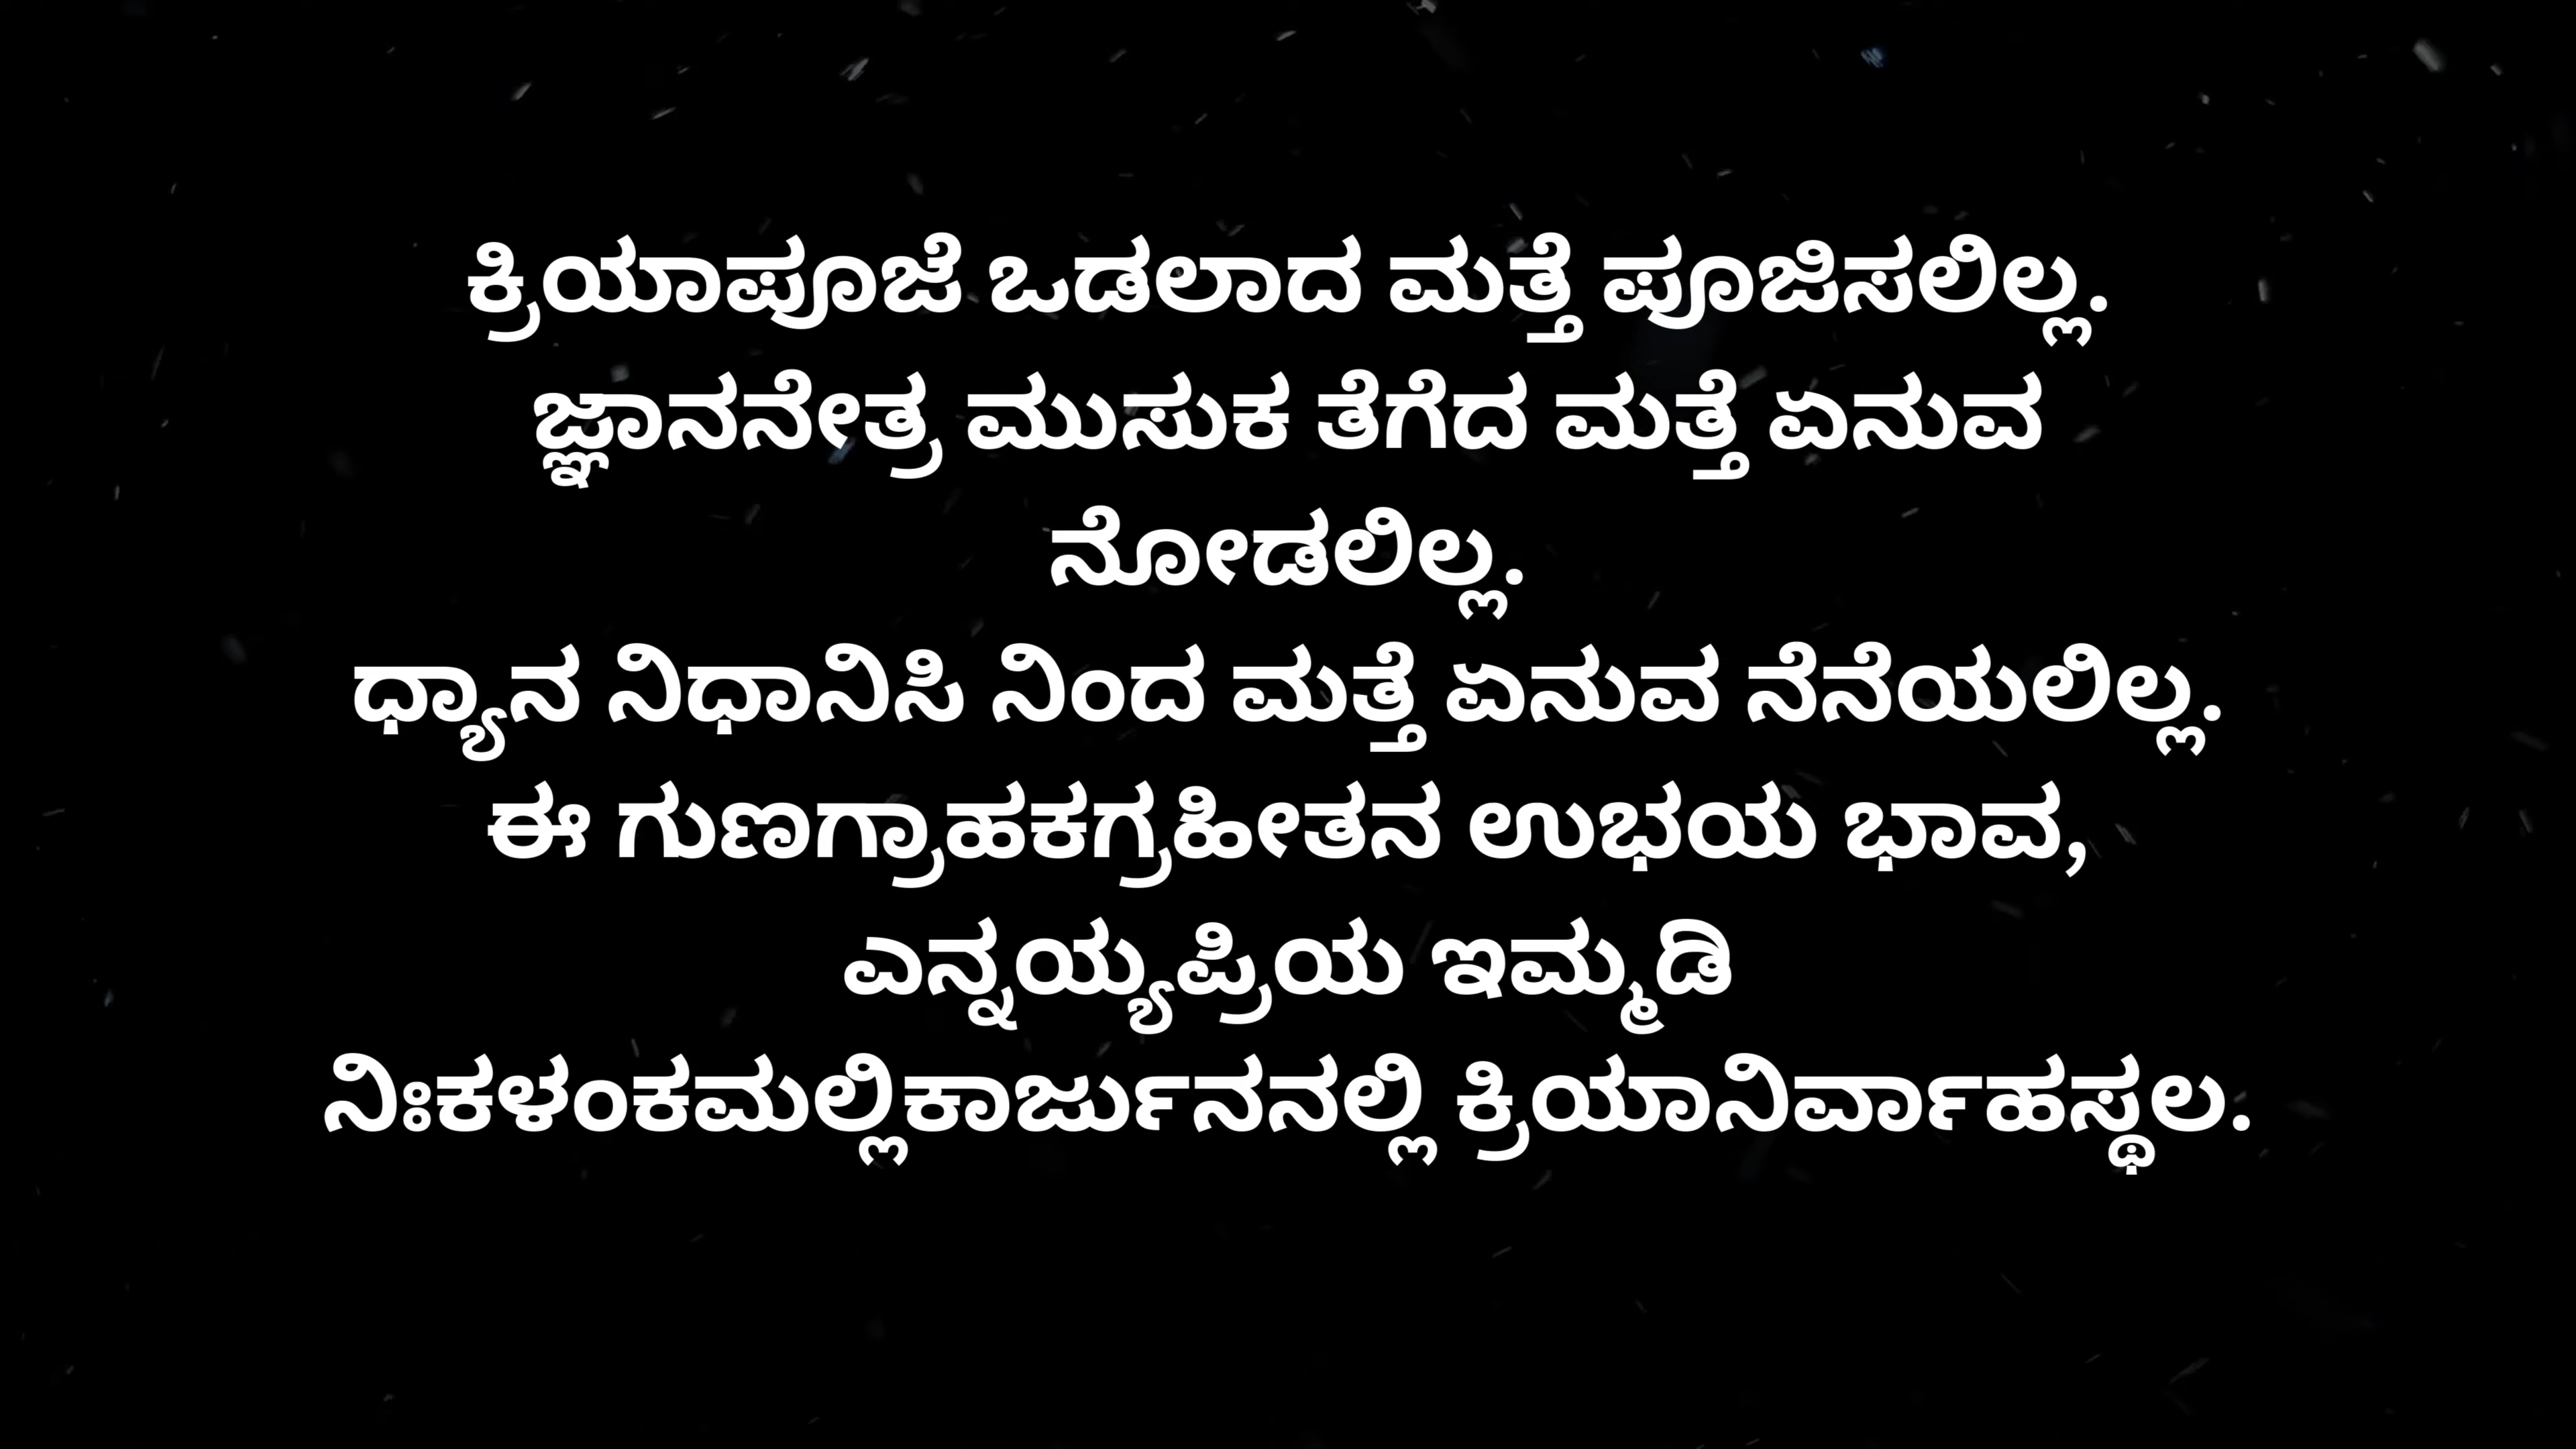 ಕ್ರಿಯಾಪೂಜೆ ಒಡಲಾದ ಮತ್ತೆ ಪೂಜಿಸಲಿಲ್ಲ.
ಜ್ಞಾನನೇತ್ರ ಮುಸುಕ ತೆಗೆದ ಮತ್ತೆ ಏನುವ
ನೋಡಲಿಲ್ಲ.
ಧ್ಯಾನ ನಿಧಾನಿಸಿ ನಿಂದ ಮತ್ತೆ ಏನುವ ನೆನೆಯಲಿಲ್ಲ.
ಈ ಗುಣಗ್ರಾಹಕಗ್ರಹೀತನ ಉಭಯ ಭಾವ,
ಎನ್ನಯ್ಯಪ್ರಿಯ ಇಮ್ಮಡಿ
ನಿಃಕಳಂಕಮಲ್ಲಿಕಾರ್ಜುನನಲ್ಲಿ ಕ್ರಿಯಾನಿರ್ವಾಹಸ್ಥಲ.